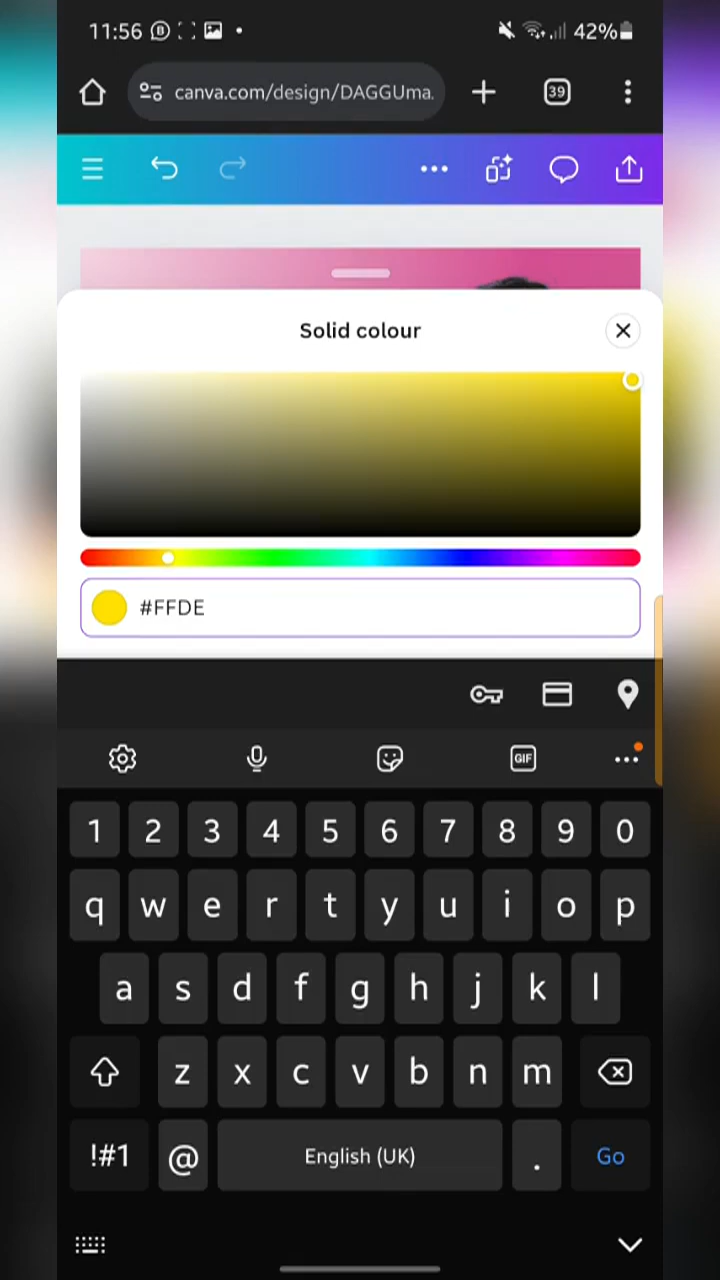 11:56 42%
canva.com/design/DAGGUma. 39
Solid colour
#FFDE
GIF
1 2 3 4 5 6 7 8 9 0
q w e r t y u i o p
a s d f g h j k l
z x c v b n m
!#1 @ English (UK) . Go